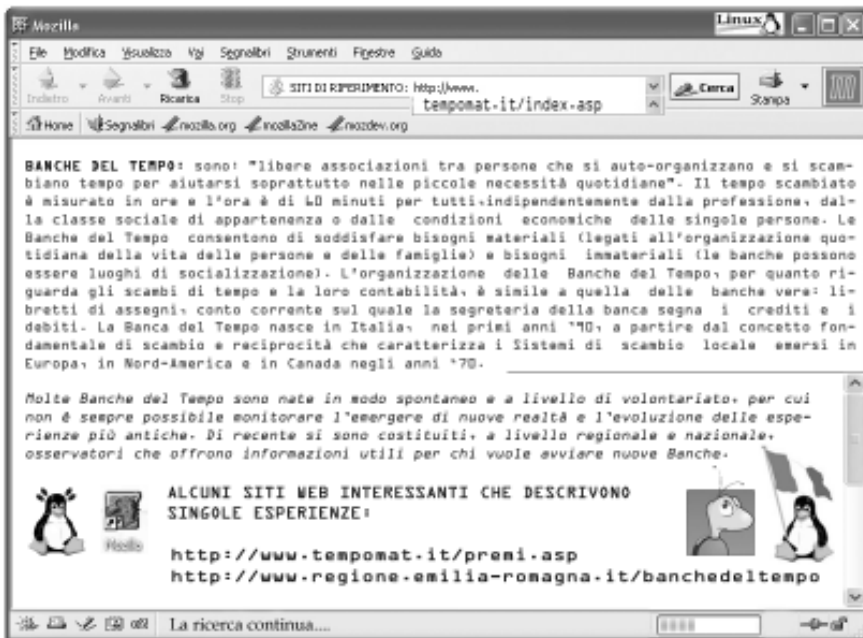 Mozilla
Linux
File Modifica Visualizza Vai Segnalibri Strumenti Finestre Guida
Indietro Avanti Ricarica Stop
SITI DI RIFERIMENTO: http://www.
tempomat.it/index.asp
Cerca
Stampa
Home Segnalibri mozilla.org mozillaZine mozdev.org
BANCHE DEL TEMPO: sono: "libere associazioni tra persone che si auto-organizzano e si scam-
biano tempo per aiutarsi soprattutto nelle piccole necessità quotidiane". Il tempo scambiato
è misurato in ore e l'ora è di 60 minuti per tutti,indipendentemente dalla professione, dal-
la classe sociale di appartenenza o dalle condizioni economiche delle singole persone. Le
Banche del Tempo consentono di soddisfare bisogni materiali (legati all'organizzazione quo-
tidiana della vita delle persone e delle famiglie) e bisogni immateriali (le banche possono
essere luoghi di socializzazione). L'organizzazione delle Banche del Tempo, per quanto ri-
guarda gli scambi di tempo e la loro contabilità, è simile a quella delle banche vere: li-
bretti di assegni, conto corrente sul quale la segreteria della banca segna i crediti e i
debiti. La Banca del Tempo nasce in Italia, nei primi anni '90, a partire dal concetto fon-
damentale di scambio e reciprocità che caratterizza i Sistemi di scambio locale emersi in
Europa, in Nord-America e in Canada negli anni '70.
Molte Banche del Tempo sono nate in modo spontaneo e a livello di volontariato, per cui
non è sempre possibile monitorare l'emergere di nuove realtà e l'evoluzione delle espe-
rienze più antiche. Di recente si sono costituiti, a livello regionale e nazionale,
osservatori che offrono informazioni utili per chi vuole avviare nuove Banche.
ALCUNI SITI WEB INTERESSANTI CHE DESCRIVONO
SINGOLE ESPERIENZE:
Mozilla
http://www.tempomat.it/premi.asp
http://www.regione.emilia-romagna.it/banchedeltempo
La ricerca continua....